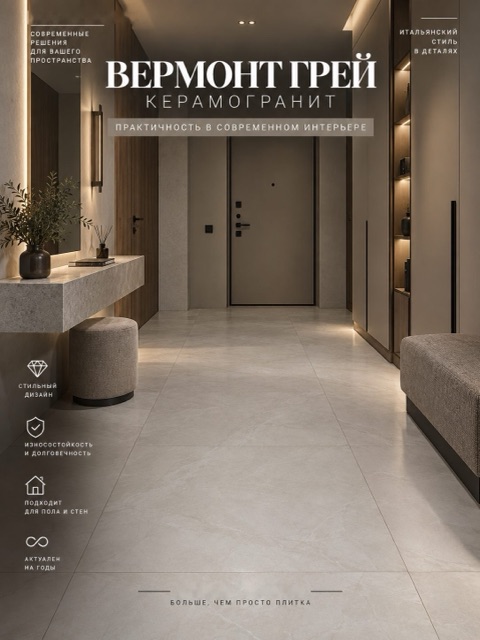 СОВРЕМЕННЫЕ
РЕШЕНИЯ
ДЛЯ ВАШЕГО
ПРОСТРАНСТВА
ИТАЛЬЯНСКИЙ
СТИЛЬ
В ДЕТАЛЯХ
ВЕРМОНТ ГРЕЙ
КЕРАМОГРАНИТ
ПРАКТИЧНОСТЬ В СОВРЕМЕННОМ ИНТЕРЬЕРЕ
СТИЛЬНЫЙ
ДИЗАЙН
ИЗНОСОСТОЙКОСТЬ
И ДОЛГОВЕЧНОСТЬ
ПОДХОДИТ
ДЛЯ ПОЛА И СТЕН
АКТУАЛЕН
НА ГОДЫ
БОЛЬШЕ, ЧЕМ ПРОСТО ПЛИТКА